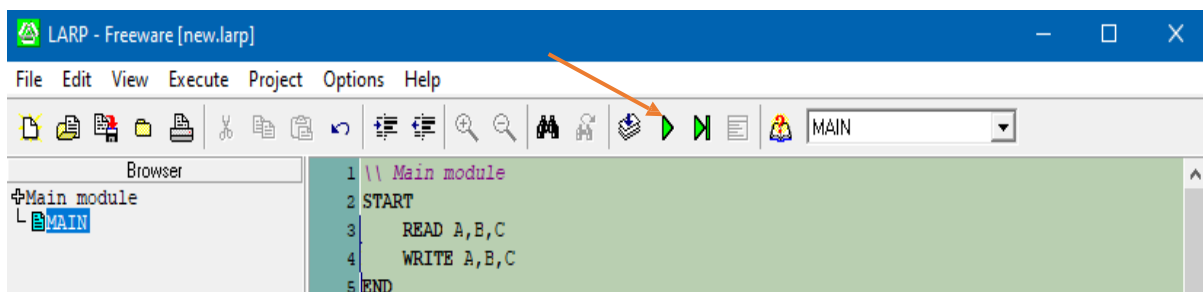 LARP - Freeware [new.larp]
File Edit View Execute Project Options Help
MAIN
Browser
Main module
MAIN
1 \\ Main module
2 START
3 READ A,B,C
4 WRITE A,B,C
5 END